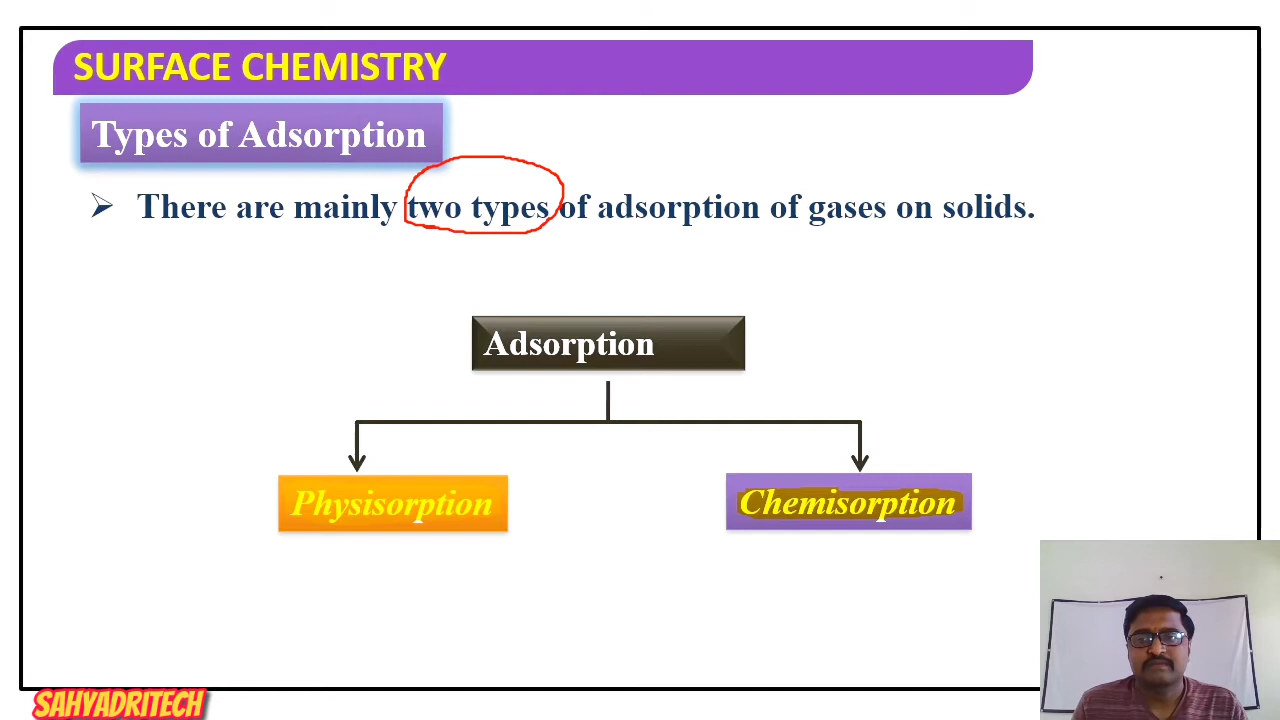 SURFACE CHEMISTRY
Types of Adsorption
There are mainly two types of adsorption of gases on solids.
Adsorption
Physisorption
Chemisorption
SAHYADRITECH